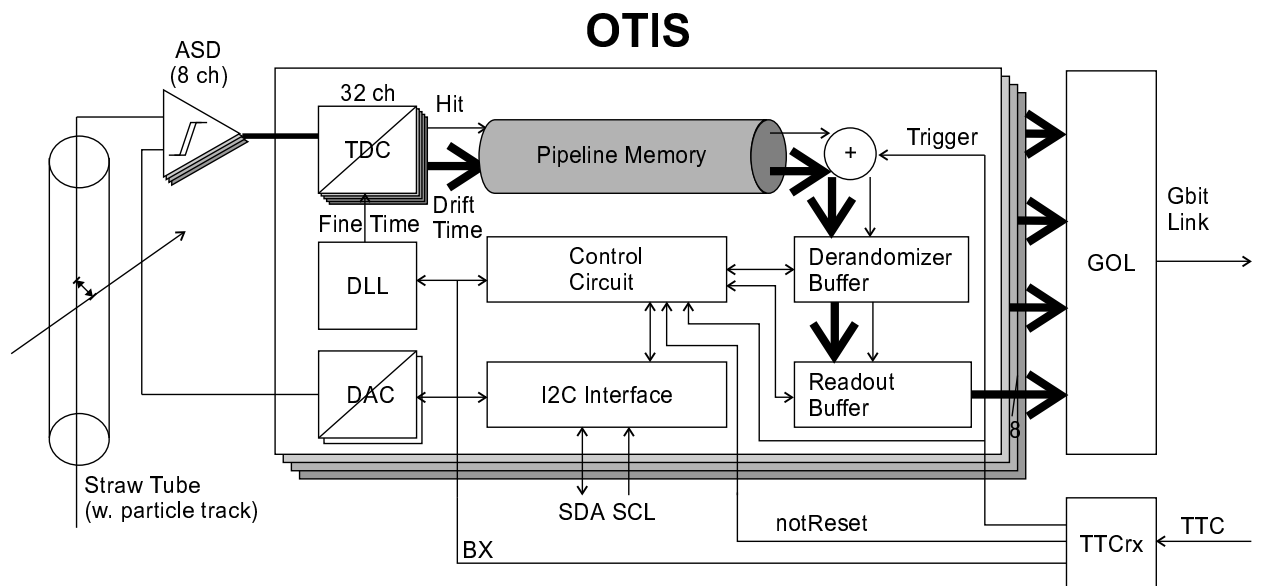 OTIS
ASD
(8 ch)
32 ch
Hit
TDC
Pipeline Memory
+
Trigger
Drift
Time
Fine Time
Gbit
Link
DLL
Control
Circuit
Derandomizer
Buffer
GOL
DAC
I2C Interface
Readout
Buffer
8
Straw Tube
(w. particle track)
SDA SCL
notReset
TTC
TTCrx
BX